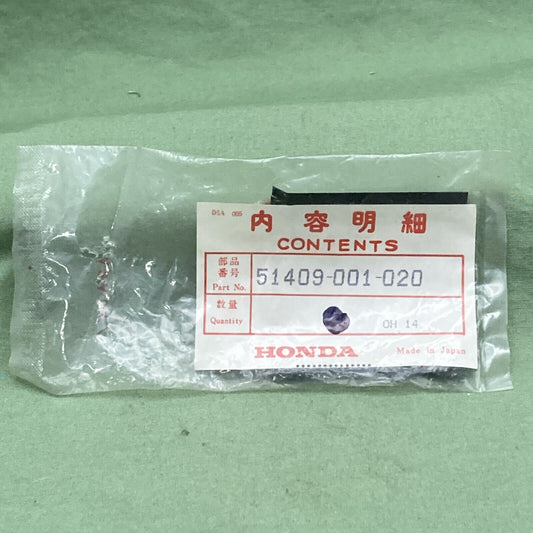 DSA 005
内容明細
CONTENTS
部品
番号
Part No.
51409-001-020
数量
Quantity
OH 14
HONDA
Made in Japan